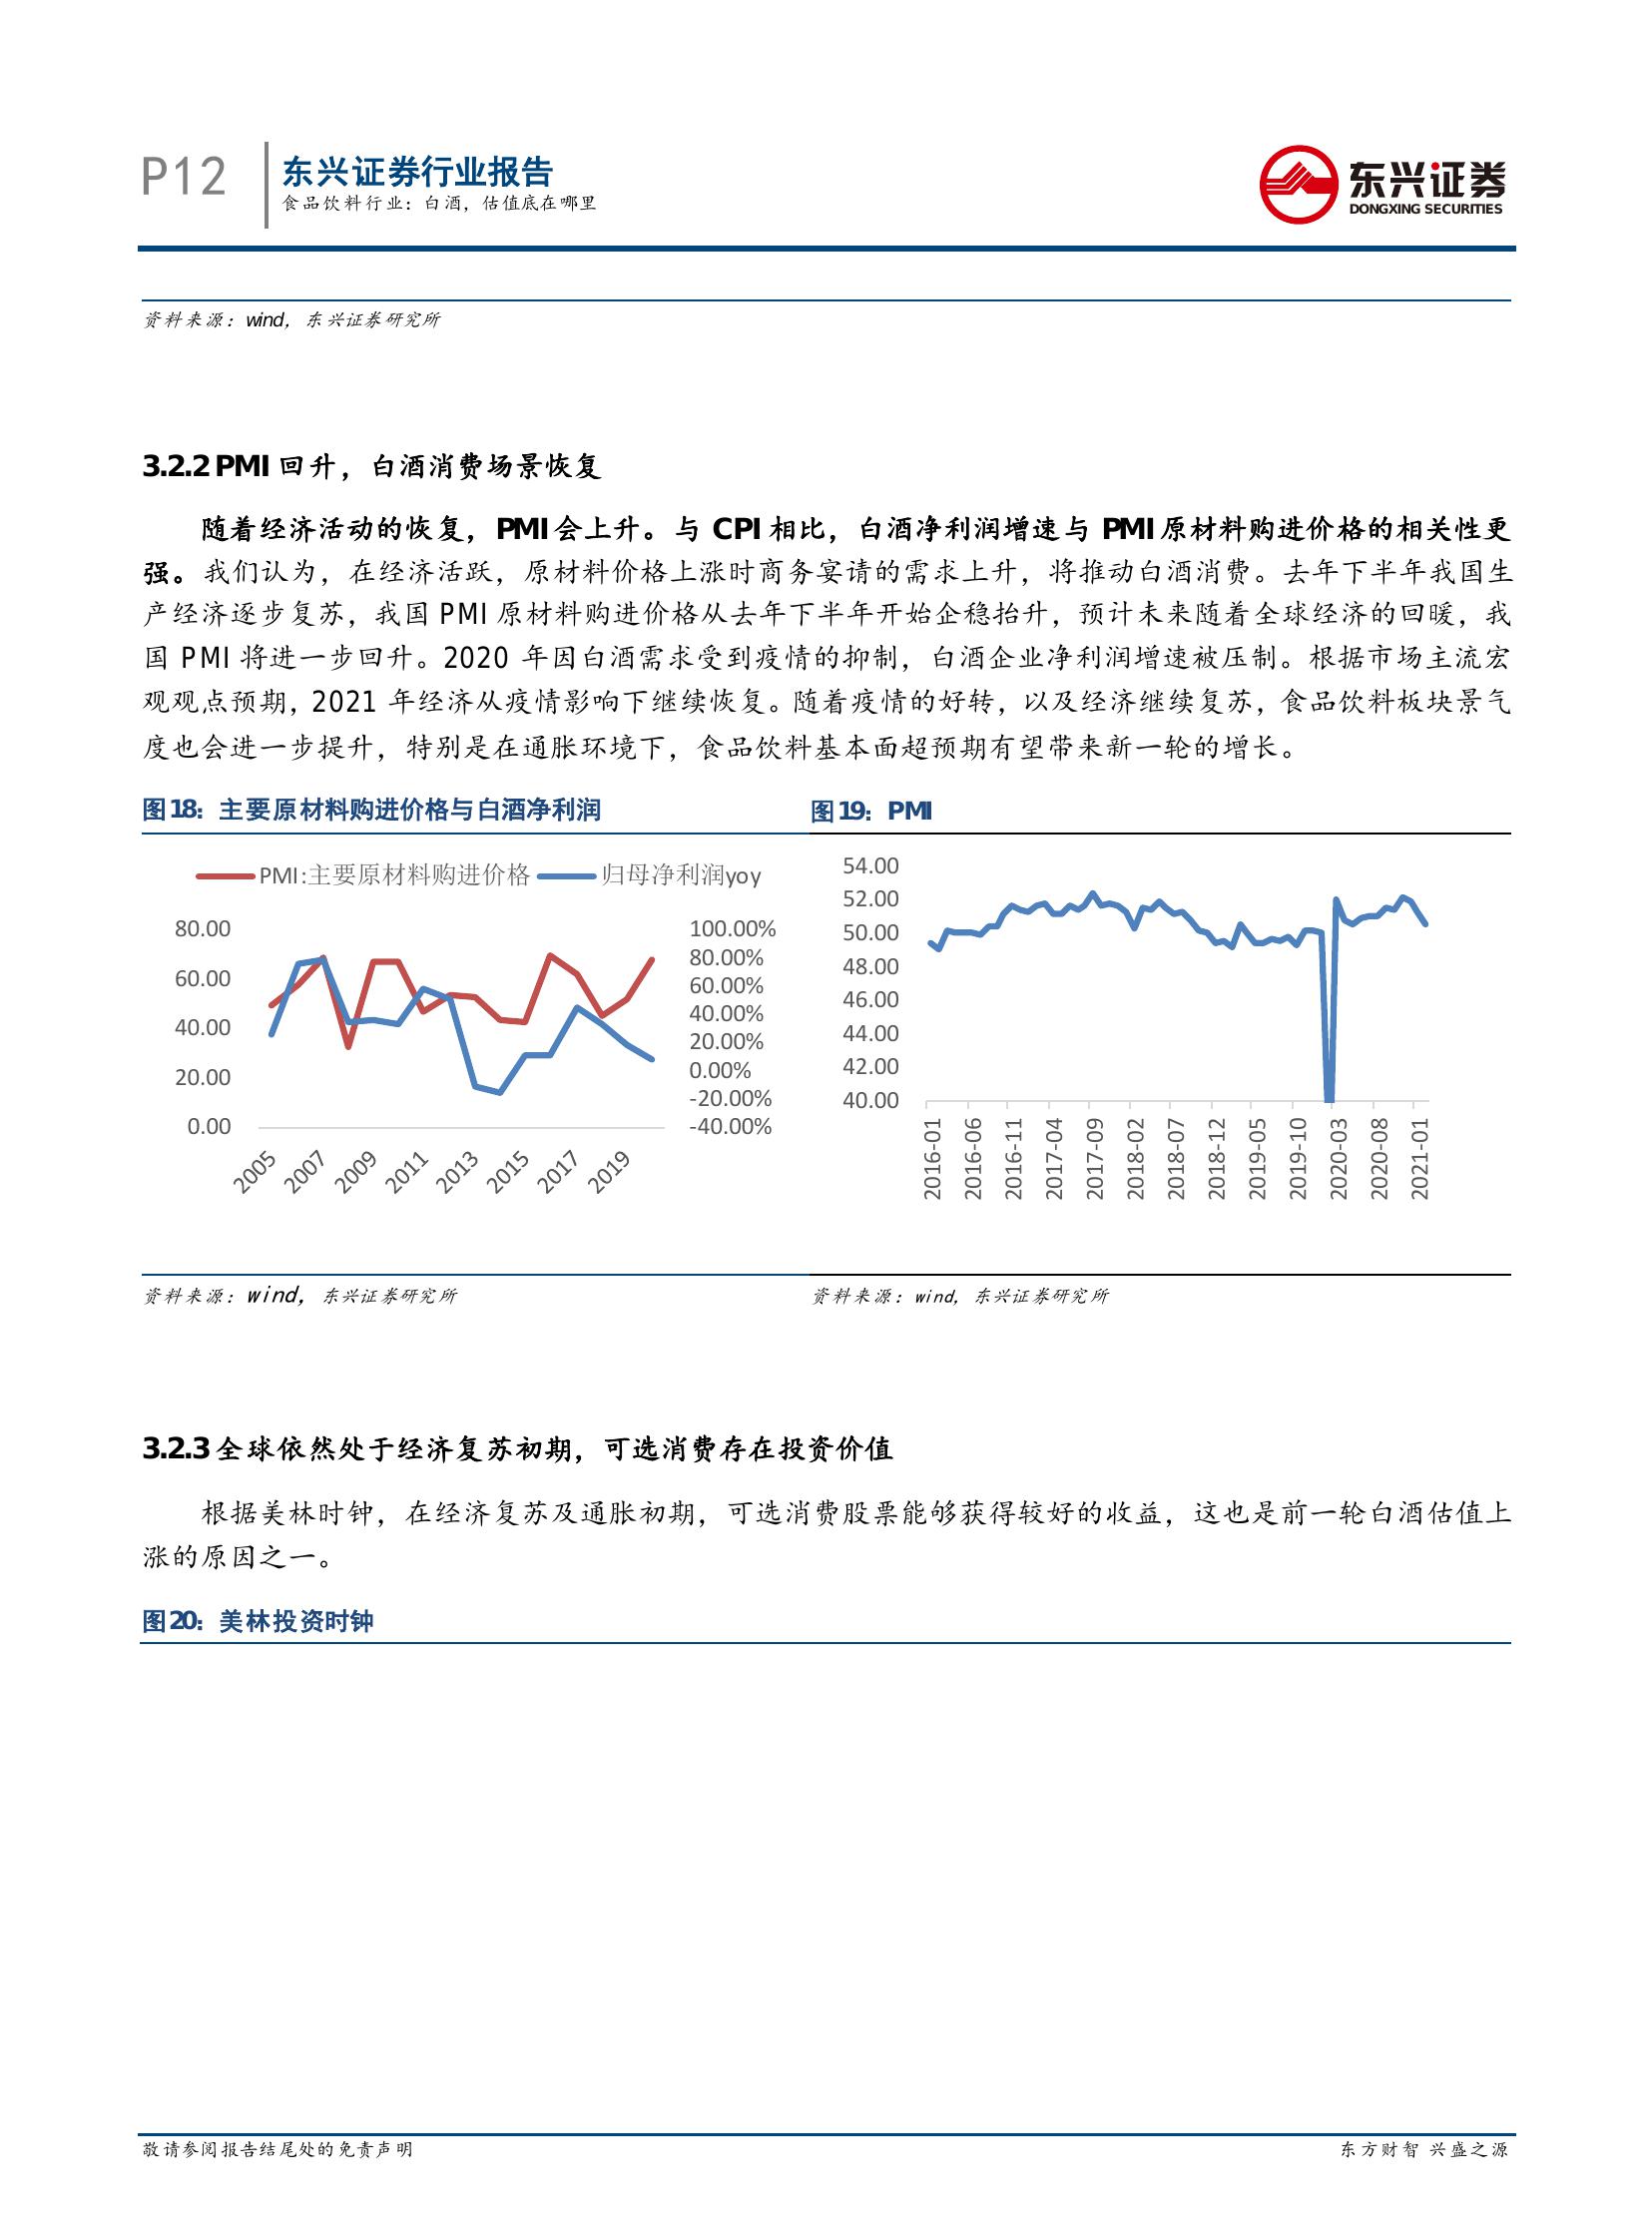 P12
东兴证券行业报告
食品饮料行业：白酒，估值底在哪里
东兴证券
DONGXING SECURITIES
资料来源：wind，东兴证券研究所
3.2.2 PMI 回升，白酒消费场景恢复
随着经济活动的恢复，PMI 会上升。与 CPI 相比，白酒净利润增速与 PMI 原材料购进价格的相关性更
强。我们认为，在经济活跃，原材料价格上涨时商务宴请的需求上升，将推动白酒消费。去年下半年我国生
产经济逐步复苏，我国 PMI 原材料购进价格从去年下半年开始企稳抬升，预计未来随着全球经济的回暖，我
国 PMI 将进一步回升。2020 年因白酒需求受到疫情的抑制，白酒企业净利润增速被压制。根据市场主流宏
观观点预期，2021 年经济从疫情影响下继续恢复。随着疫情的好转，以及经济继续复苏，食品饮料板块景气
度也会进一步提升，特别是在通胀环境下，食品饮料基本面超预期有望带来新一轮的增长。
图18：主要原材料购进价格与白酒净利润
PMI:主要原材料购进价格 归母净利润yoy
80.00
60.00
40.00
20.00
0.00
100.00%
80.00%
60.00%
40.00%
20.00%
0.00%
-20.00%
-40.00%
2005 2007 2009 2011 2013 2015 2017 2019
资料来源：wind，东兴证券研究所
图19：PMI
54.00
52.00
50.00
48.00
46.00
44.00
42.00
40.00
2016-01 2016-06 2016-11 2017-04 2017-09 2018-02 2018-07 2018-12 2019-05 2019-10 2020-03 2020-08 2021-01
资料来源：wind，东兴证券研究所
3.2.3 全球依然处于经济复苏初期，可选消费存在投资价值
根据美林时钟，在经济复苏及通胀初期，可选消费股票能够获得较好的收益，这也是前一轮白酒估值上
涨的原因之一。
图20：美林投资时钟
敬请参阅报告结尾处的免责声明
东方财智 兴盛之源